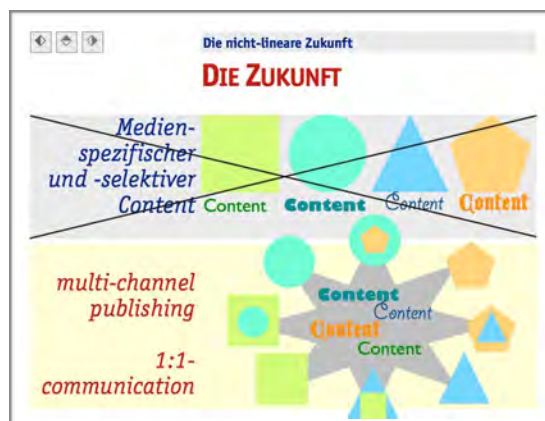 Die nicht-lineare Zukunft
DIE ZUKUNFT
Medien-
spezifischer
und -selektiver
Content
Content Content Content Content
multi-channel
publishing
1:1-
communication
Content
Content
Content
Content